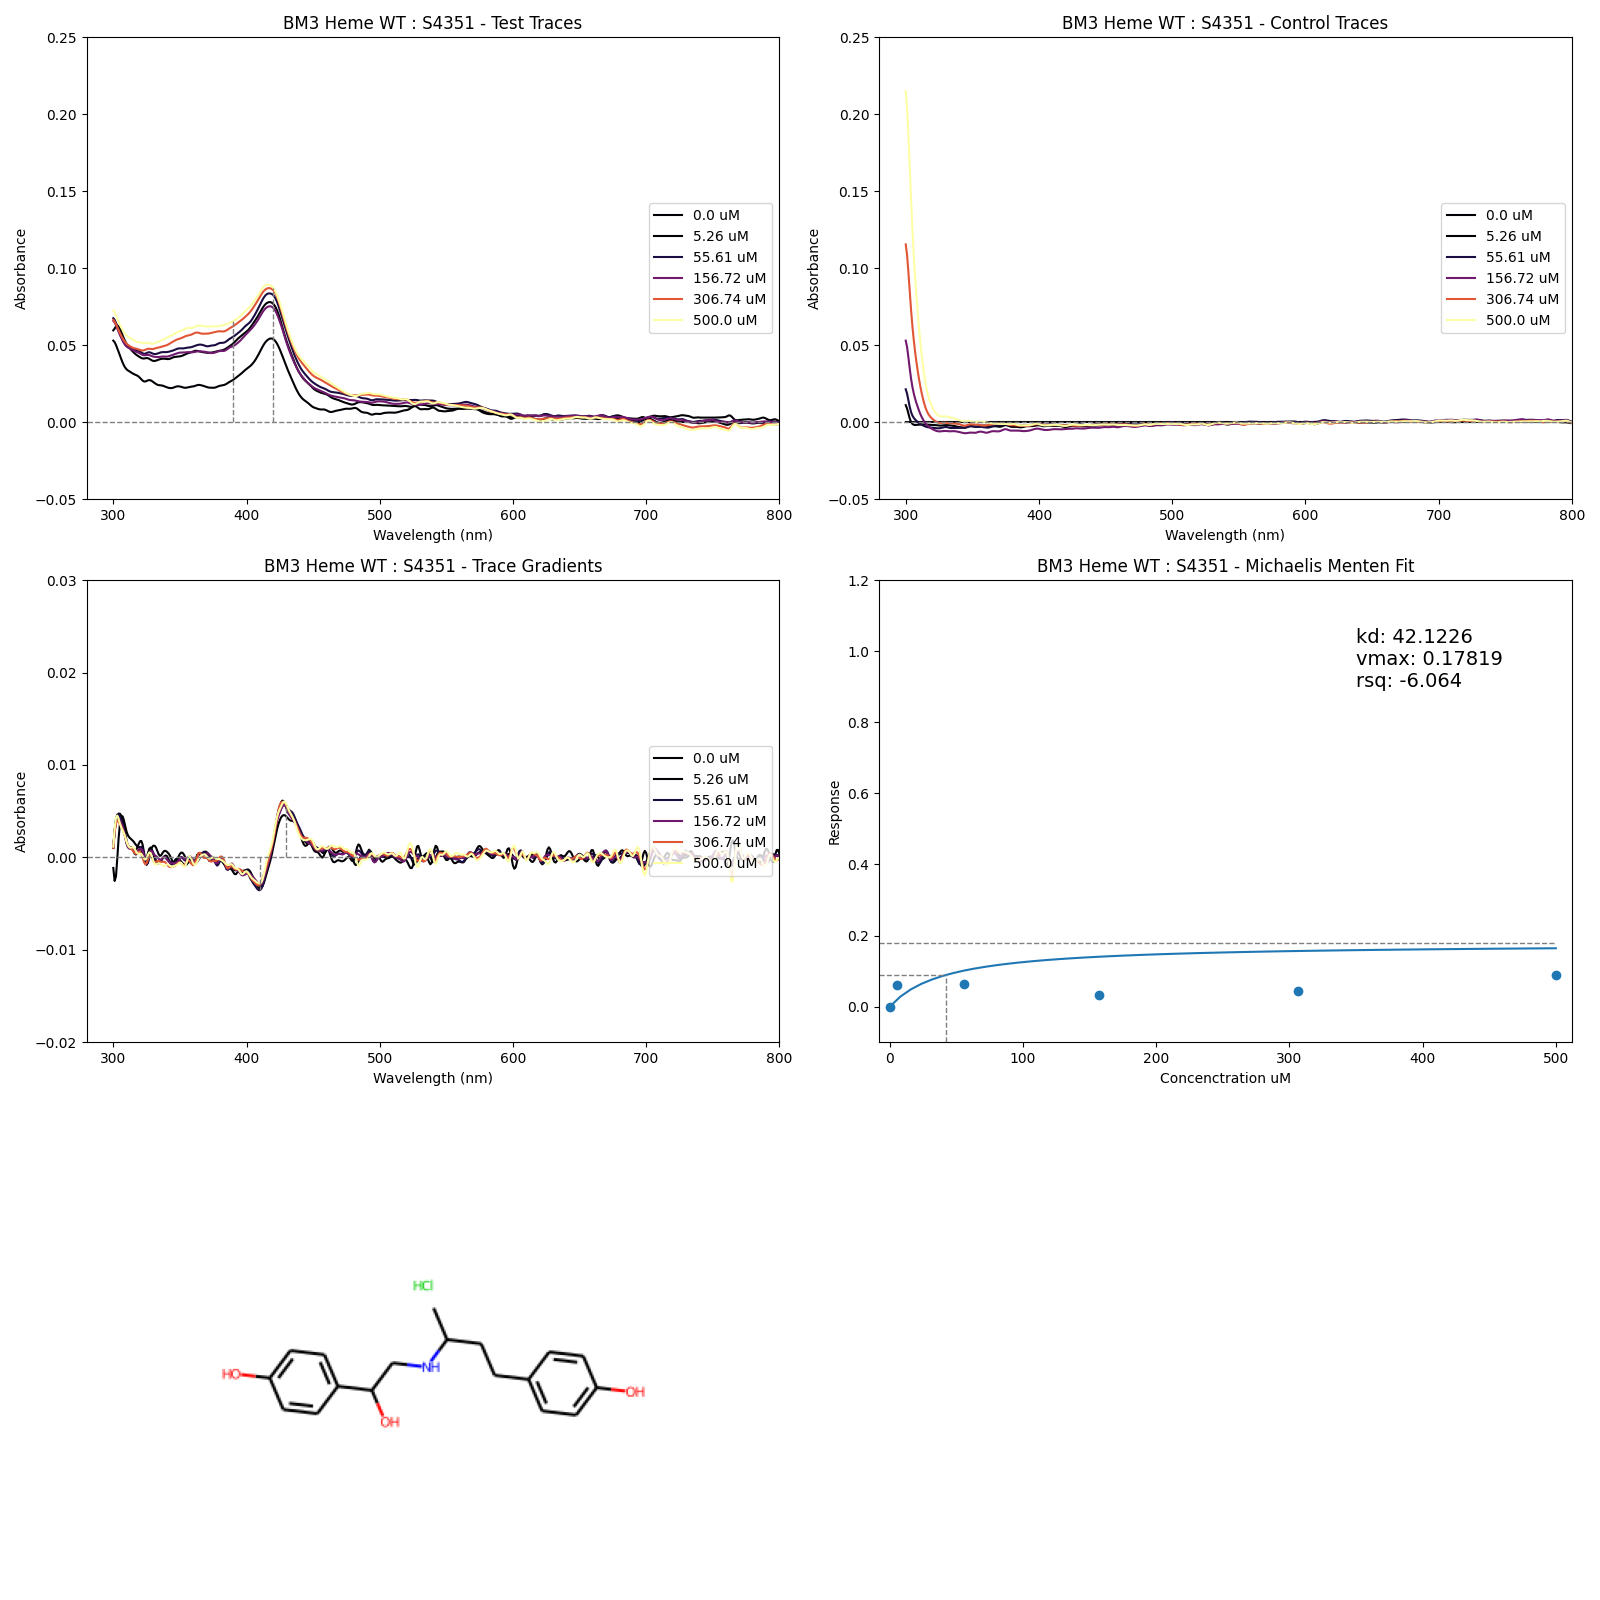 BM3 Heme WT : S4351 - Test Traces
0.25
0.20
0.15
0.10
0.05
0.00
−0.05
Absorbance
0.0 uM
5.26 uM
55.61 uM
156.72 uM
306.74 uM
500.0 uM
300 400 500 600 700 800
Wavelength (nm)
BM3 Heme WT : S4351 - Control Traces
0.25
0.20
0.15
0.10
0.05
0.00
−0.05
Absorbance
0.0 uM
5.26 uM
55.61 uM
156.72 uM
306.74 uM
500.0 uM
300 400 500 600 700 800
Wavelength (nm)
BM3 Heme WT : S4351 - Trace Gradients
0.03
0.02
0.01
0.00
−0.01
−0.02
Absorbance
0.0 uM
5.26 uM
55.61 uM
156.72 uM
306.74 uM
500.0 uM
300 400 500 600 700 800
Wavelength (nm)
BM3 Heme WT : S4351 - Michaelis Menten Fit
1.2
1.0
0.8
0.6
0.4
0.2
0.0
Response
kd: 42.1226
vmax: 0.17819
rsq: -6.064
0 100 200 300 400 500
Concenctration uM
HCl
HO
NH
OH
OH